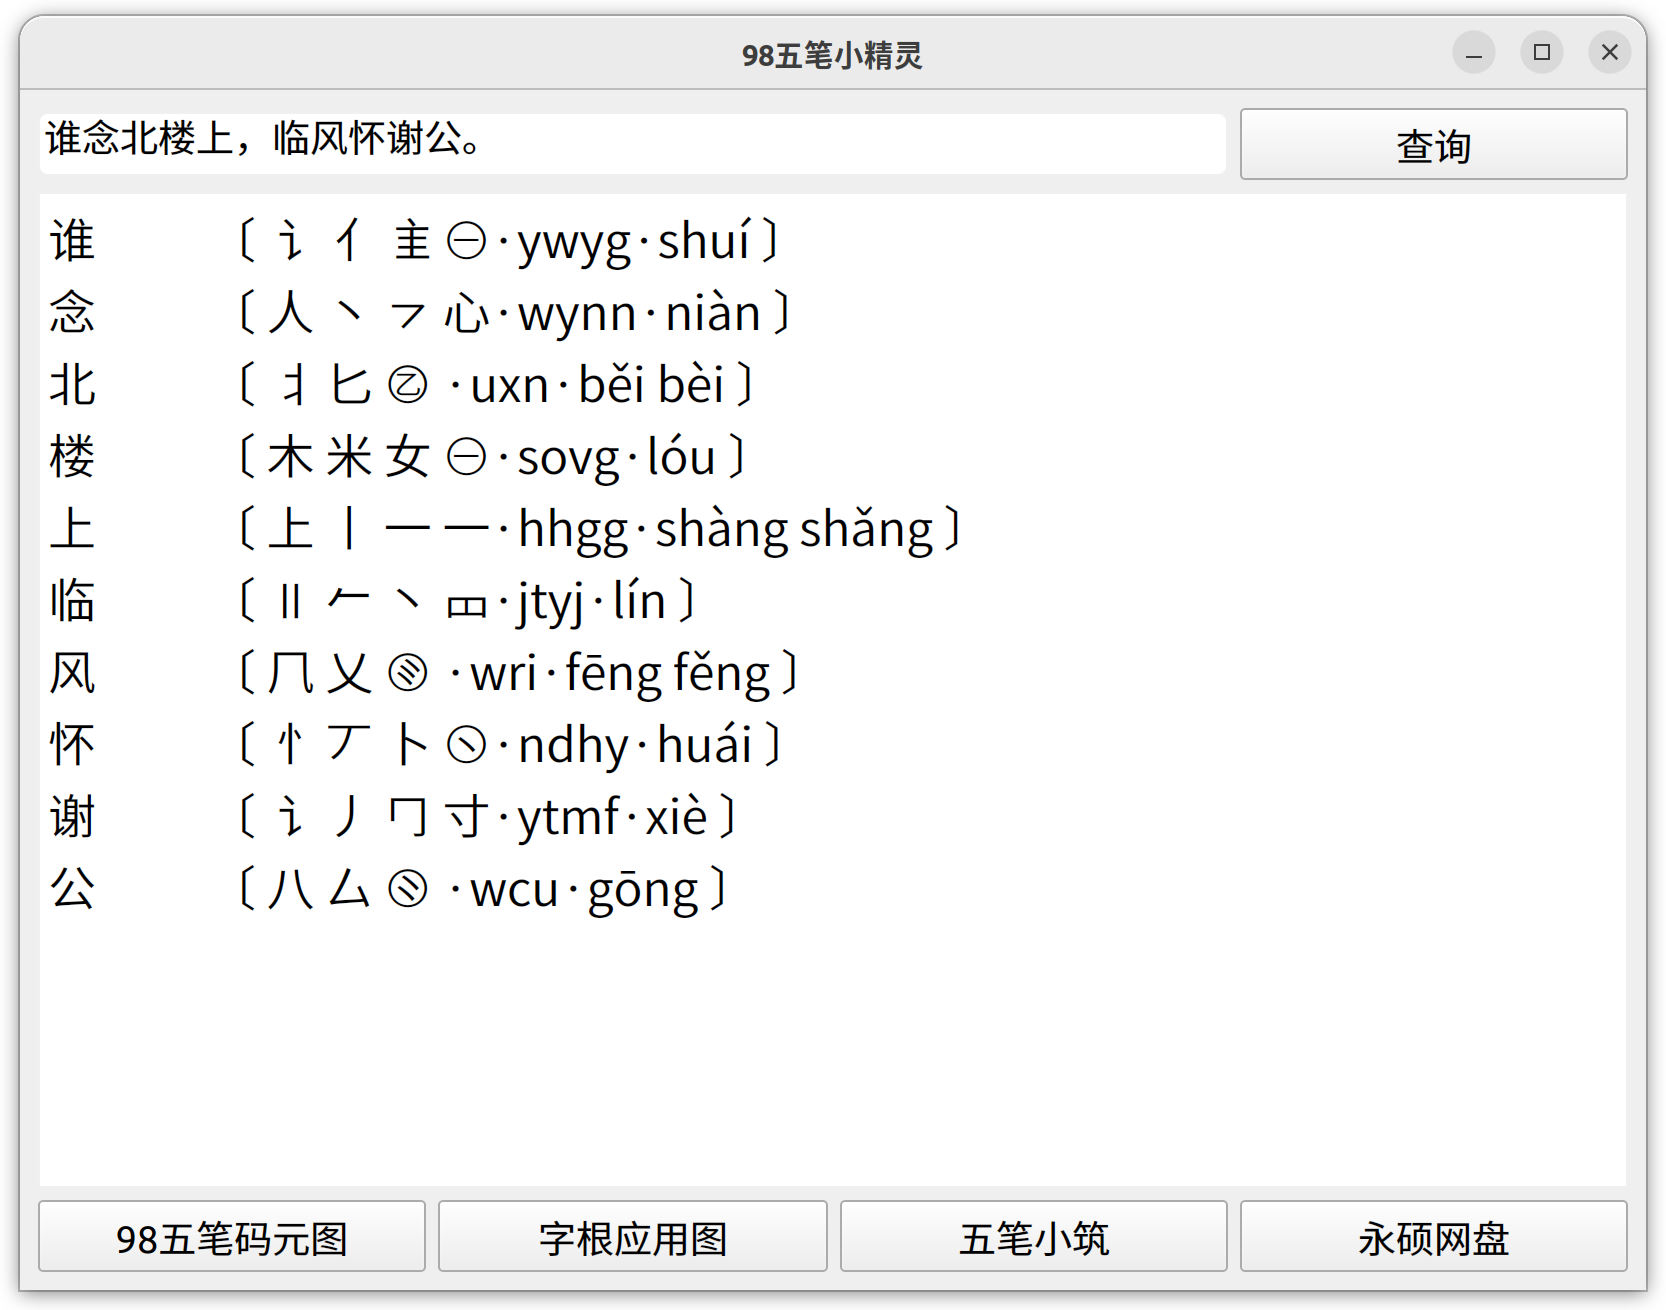 98五笔小精灵
谁念北楼上，临风怀谢公。
查询
谁 〔 讠 亻 主 ㊀·ywyg·shuí 〕
念 〔 人 丶 乛 心·wynn·niàn 〕
北 〔 丬 匕 ㊁ ·uxn·běi bèi 〕
楼 〔 木 米 女 ㊀·sovg·lóu 〕
上 〔 上 丨 一 一·hhgg·shàng shǎng 〕
临 〔 〢 𠂉 丶 罒·jtyj·lín 〕
风 〔 几 乂 ·wri·fēng fěng 〕
怀 〔 忄 丆 卜 ·ndhy·huái 〕
谢 〔 讠 丿 冂 寸·ytmf·xiè 〕
公 〔 八 厶 ·wcu·gōng 〕
98五笔码元图
字根应用图
五笔小筑
永硕网盘